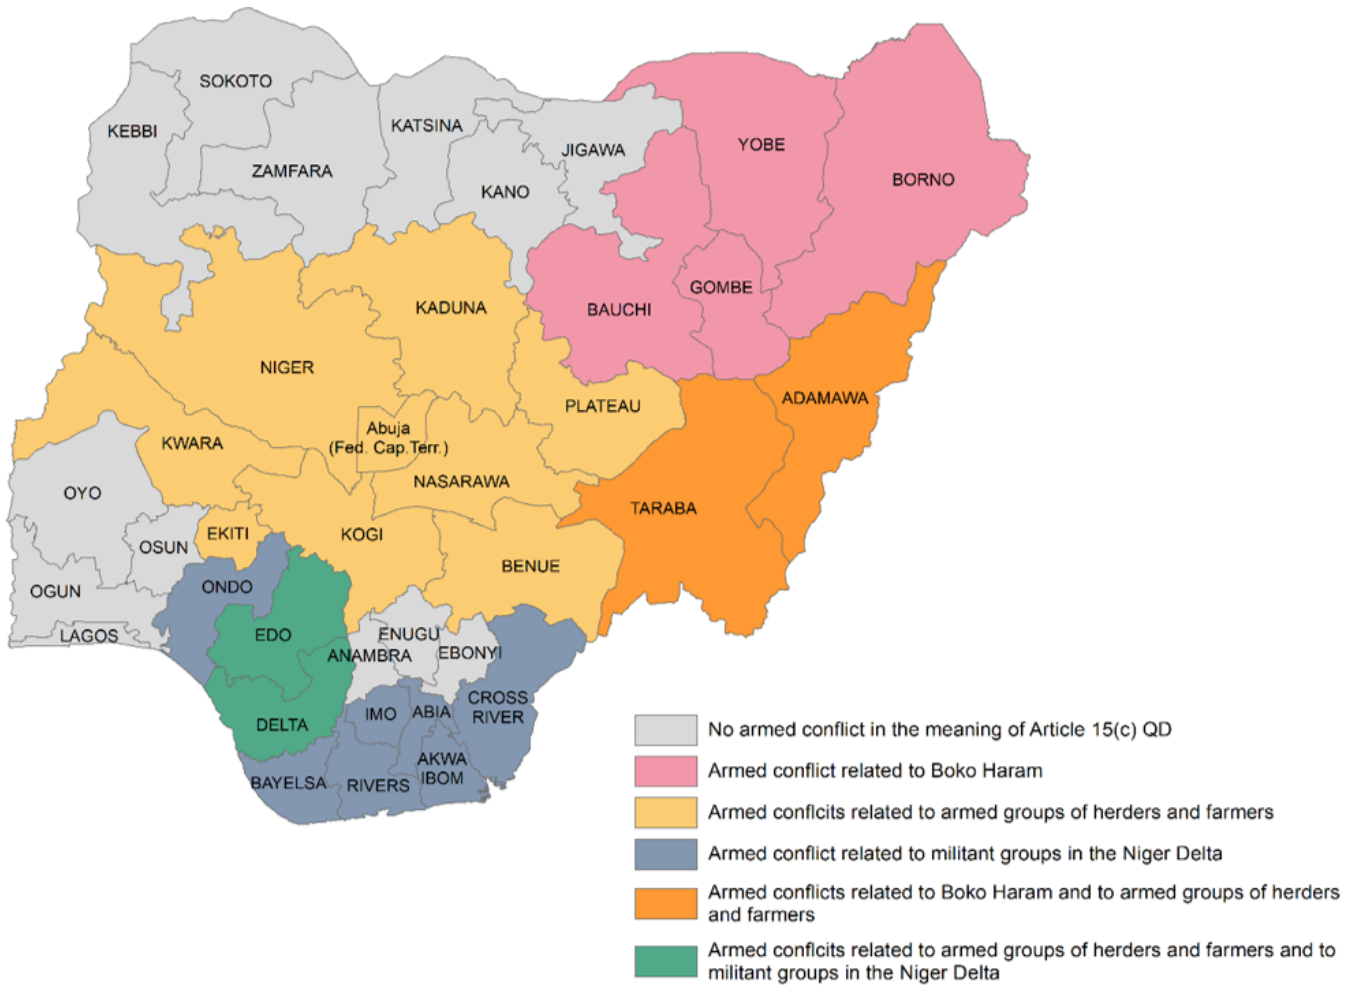 SOKOTO
KEBBI
KATSINA
ZAMFARA
KANO
JIGAWA
YOBE
BORNO
KADUNA
BAUCHI
GOMBE
NIGER
PLATEAU
ADAMAWA
KWARA
Abuja
(Fed. Cap.Terr.)
NASARAWA
OYO
TARABA
OSUN
EKITI
KOGI
BENUE
OGUN
ONDO
LAGOS
EDO
ENUGU
ANAMBRA
EBONYI
DELTA
IMO
ABIA
CROSS
RIVER
BAYELSA
RIVERS
AKWA
IBOM
No armed conflict in the meaning of Article 15(c) QD
Armed conflict related to Boko Haram
Armed conflcits related to armed groups of herders and farmers
Armed conflict related to militant groups in the Niger Delta
Armed conflicts related to Boko Haram and to armed groups of herders
and farmers
Armed conflcits related to armed groups of herders and farmers and to
militant groups in the Niger Delta